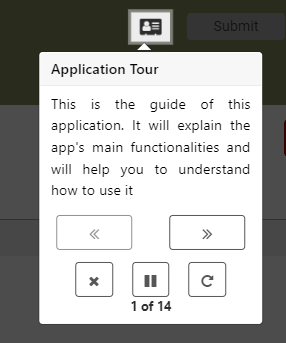 Submit
Application Tour
This is the guide of this
application. It will explain the
app's main functionalities and
will help you to understand
how to use it
«
»
1 of 14